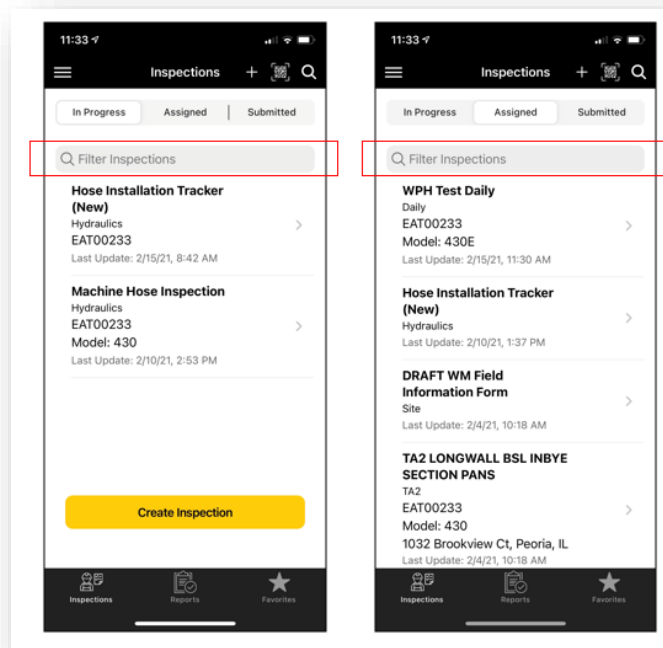 11:33
Inspections
In Progress
Assigned
Submitted
Filter Inspections
Hose Installation Tracker
(New)
Hydraulics
EAT00233
Last Update: 2/15/21, 8:42 AM
Machine Hose Inspection
Hydraulics
EAT00233
Model: 430
Last Update: 2/10/21, 2:53 PM
Create Inspection
Inspections
Reports
Favorites
11:33
Inspections
In Progress
Assigned
Submitted
Filter Inspections
WPH Test Daily
Daily
EAT00233
Model: 430E
Last Update: 2/15/21, 11:30 AM
Hose Installation Tracker
(New)
Hydraulics
Last Update: 2/10/21, 1:37 PM
DRAFT WM Field
Information Form
Site
Last Update: 2/4/21, 10:18 AM
TA2 LONGWALL BSL INBYE
SECTION PANS
TA2
EAT00233
Model: 430
1032 Brookview Ct, Peoria, IL
Last Update: 2/4/21, 10:18 AM
Inspections
Reports
Favorites